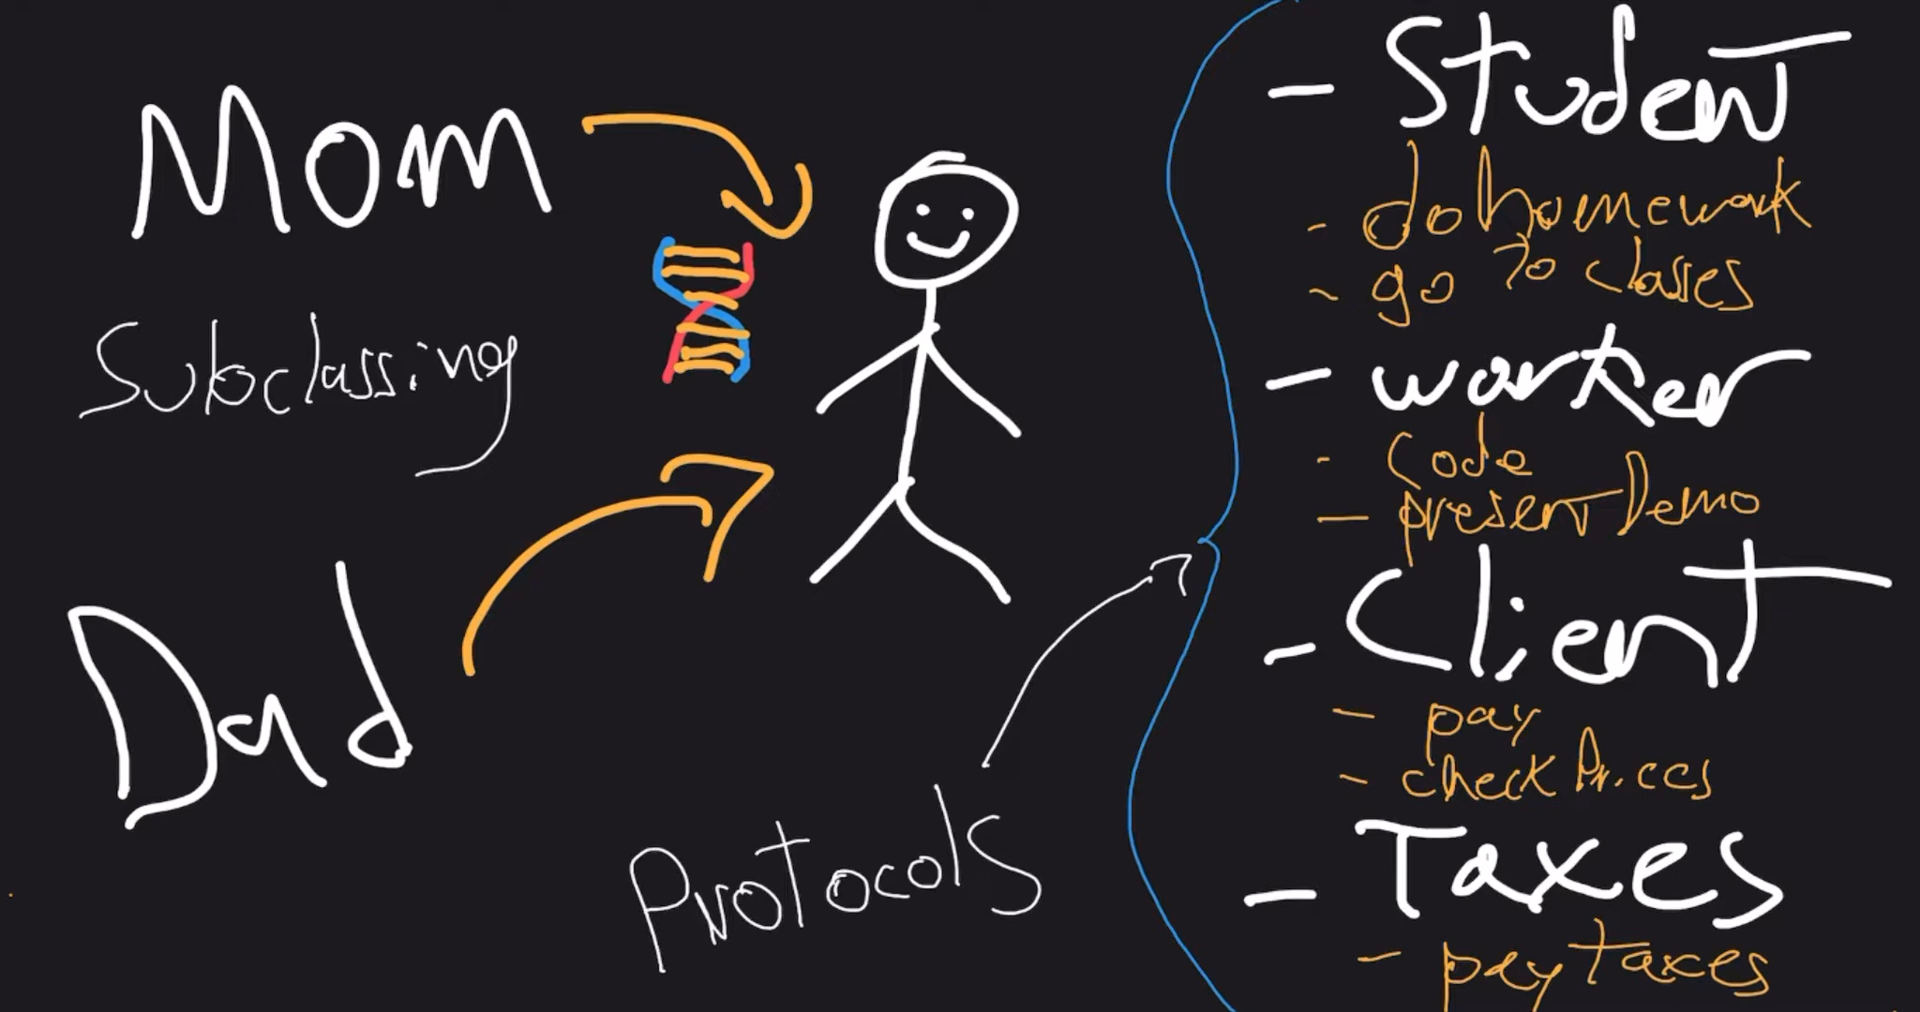 Mom
Subclassing
Dad
Protocols
- Student
- do homework
- go to classes
- worker
- Code
- present Demo
- Client
- pay
- check Prices
- Taxes
- pay taxes